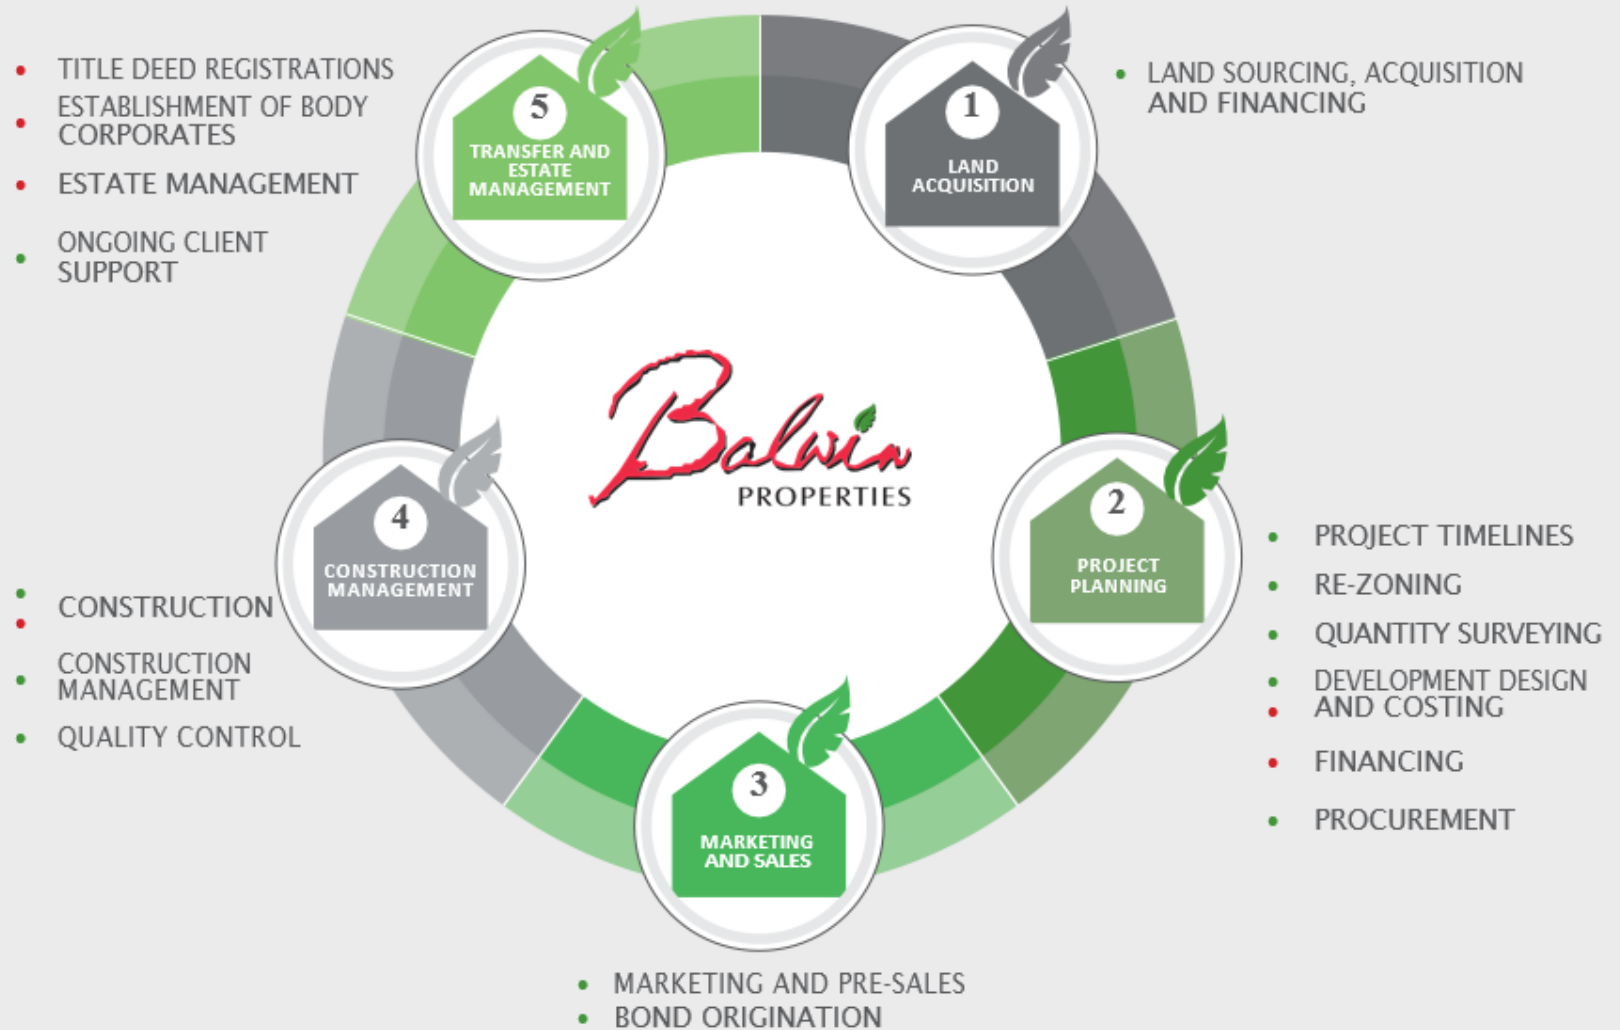 1
LAND
ACQUISITION
• LAND SOURCING, ACQUISITION
AND FINANCING
2
PROJECT
PLANNING
• PROJECT TIMELINES
• RE-ZONING
• QUANTITY SURVEYING
• DEVELOPMENT DESIGN
• AND COSTING
• FINANCING
• PROCUREMENT
3
MARKETING
AND SALES
• MARKETING AND PRE-SALES
• BOND ORIGINATION
4
CONSTRUCTION
MANAGEMENT
• CONSTRUCTION
• CONSTRUCTION
MANAGEMENT
• QUALITY CONTROL
5
TRANSFER AND
ESTATE
MANAGEMENT
• TITLE DEED REGISTRATIONS
• ESTABLISHMENT OF BODY
CORPORATES
• ESTATE MANAGEMENT
• ONGOING CLIENT
SUPPORT
Balwin
PROPERTIES